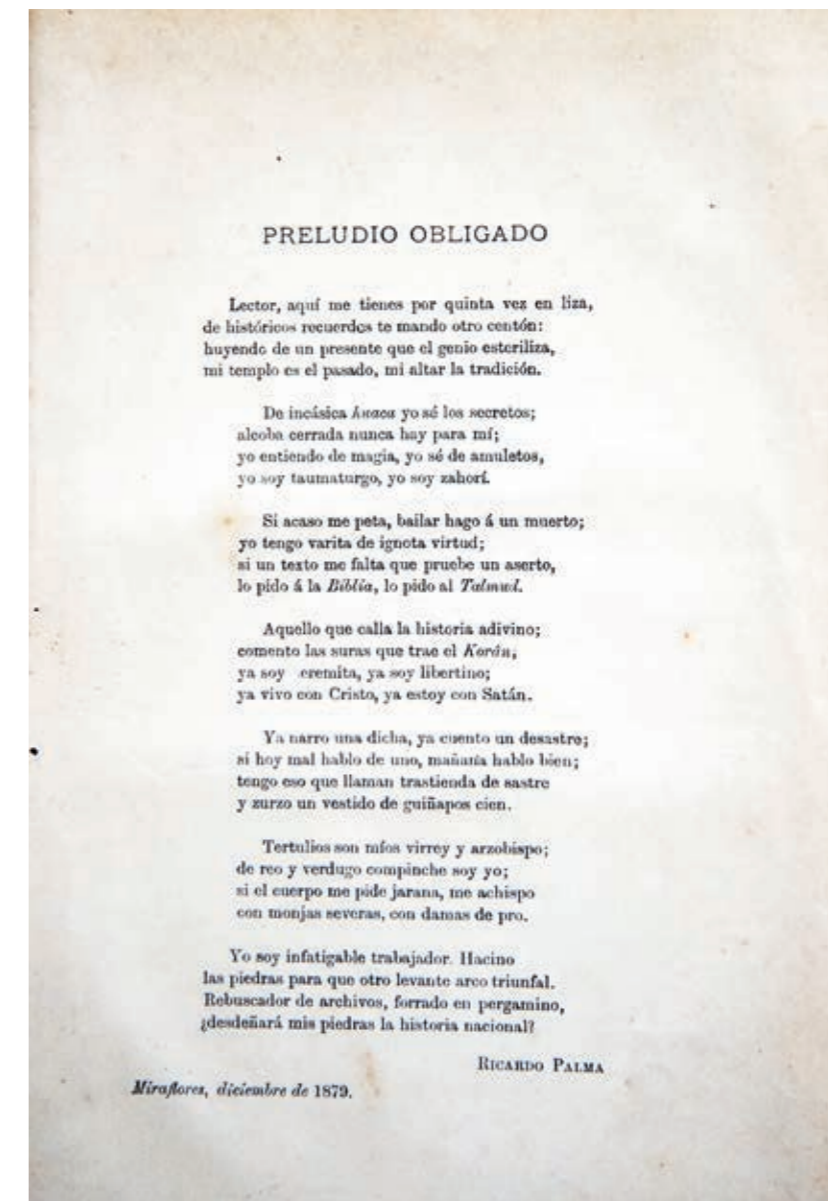 PRELUDIO OBLIGADO
Lector, aquí me tienes por quinta vez en liza,
de históricos recuerdos te mando otro centón:
huyendo de un presente que el genio esteriliza,
mi templo es el pasado, mi altar la tradición.
De incásica huaca yo sé los secretos;
alcoba cerrada nunca hay para mí;
yo entiendo de magia, yo sé de amuletos,
yo soy taumaturgo, yo soy zahorí.
Si acaso me peta, bailar hago á un muerto;
yo tengo varita de ignota virtud;
si un texto me falta que pruebe un aserto,
lo pido á la Biblia, lo pido al Talmud.
Aquello que calla la historia adivino;
comento las suras que trae el Korán,
ya soy eremita, ya soy libertino;
ya vivo con Cristo, ya estoy con Satán.
Ya narro una dicha, ya cuento un desastre;
si hoy mal hablo de uno, mañana hablo bien;
tengo eso que llaman trastienda de sastre
y zurzo un vestido de guiñapos cien.
Tertulios son míos virrey y arzobispo;
de reo y verdugo compinche soy yo;
si el cuerpo me pide jarana, me achispo
con monjas severas, con damas de pro.
Yo soy infatigable trabajador. Hacino
las piedras para que otro levante arco triunfal.
Rebuscador de archivos, forrado en pergamino,
¿desdeñará mis piedras la historia nacional?
RICARDO PALMA
Miraflores, diciembre de 1879.